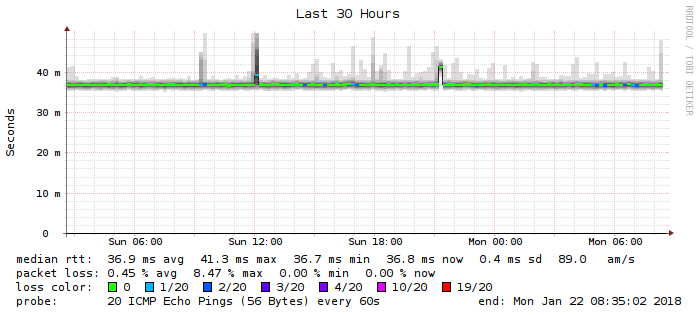 Last 30 Hours
RRDTOOL / TOBI OETIKER
Seconds
40 m
30 m
20 m
10 m
0
Sun 06:00 Sun 12:00 Sun 18:00 Mon 00:00 Mon 06:00
median rtt: 36.9 ms avg 41.3 ms max 36.7 ms min 36.8 ms now 0.4 ms sd 89.0 am/s
packet loss: 0.45 % avg 8.47 % max 0.00 % min 0.00 % now
loss color: 0 1/20 2/20 3/20 4/20 10/20 19/20
probe: 20 ICMP Echo Pings (56 Bytes) every 60s end: Mon Jan 22 08:35:02 2018